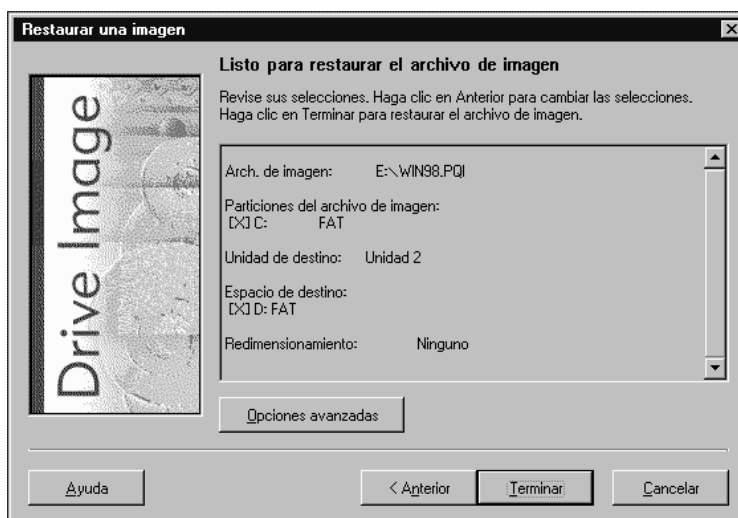 Restaurar una imagen
Drive Image
Listo para restaurar el archivo de imagen
Revise sus selecciones. Haga clic en Anterior para cambiar las selecciones.
Haga clic en Terminar para restaurar el archivo de imagen.
Arch. de imagen: E:\WIN98.PQI
Particiones del archivo de imagen:
[X] C: FAT
Unidad de destino: Unidad 2
Espacio de destino:
[X] D: FAT
Redimensionamiento: Ninguno
Opciones avanzadas
Ayuda
< Anterior
Terminar
Cancelar